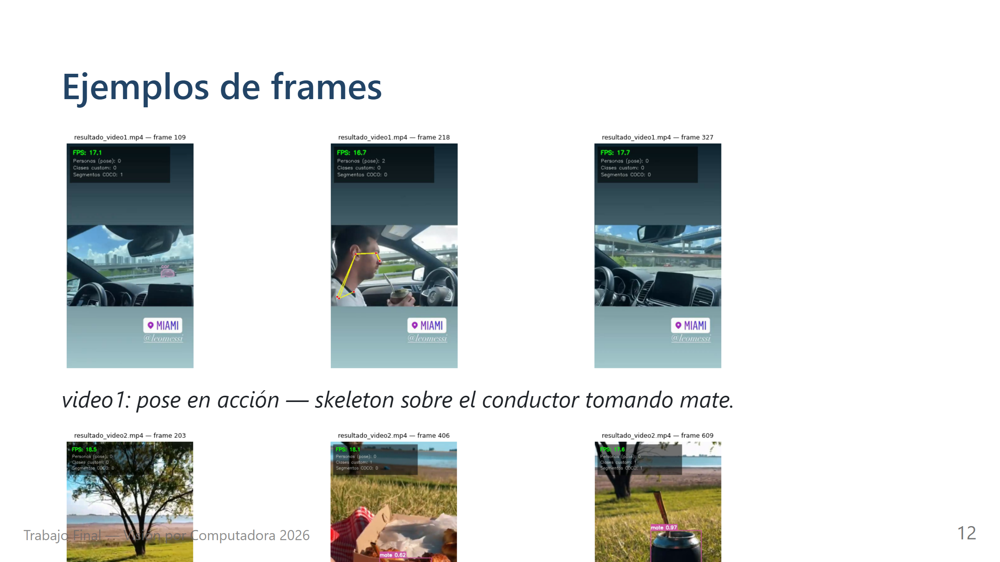 Ejemplos de frames
resultado_video1.mp4 — frame 109
resultado_video1.mp4 — frame 218
resultado_video1.mp4 — frame 327
FPS: 17.1
Personas (pose): 0
Clases custom: 0
Segmentos COCO: 1
FPS: 16.7
Personas (pose): 2
Clases custom: 0
Segmentos COCO: 0
FPS: 17.7
Personas (pose): 0
Clases custom: 0
Segmentos COCO: 0
car
MIAMI
@leomessi
MIAMI
@leomessi
MIAMI
@leomessi
video1: pose en acción — skeleton sobre el conductor tomando mate.
resultado_video2.mp4 — frame 203
resultado_video2.mp4 — frame 406
resultado_video2.mp4 — frame 609
FPS: 18.5
Personas (pose): 0
Clases custom: 0
Segmentos COCO: 0
FPS: 18.1
Personas (pose): 0
Clases custom: 1
Segmentos COCO: 0
FPS: 17.6
Personas (pose): 0
Clases custom: 1
Segmentos COCO: 1
mate 0.62
mate 0.97
Trabajo Final — Visión por Computadora 2026
12